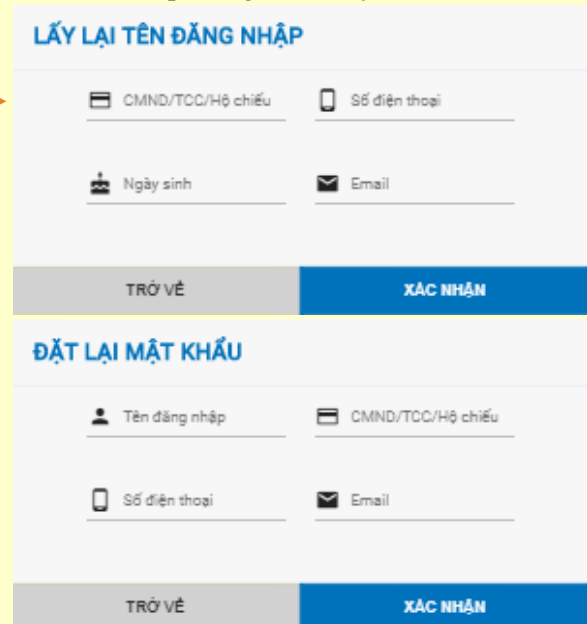 LẤY LẠI TÊN ĐĂNG NHẬP
CMND/TCC/Hộ chiếu Số điện thoại
Ngày sinh Email
TRỞ VỀ XÁC NHẬN
ĐẶT LẠI MẬT KHẨU
Tên đăng nhập CMND/TCC/Hộ chiếu
Số điện thoại Email
TRỞ VỀ XÁC NHẬN